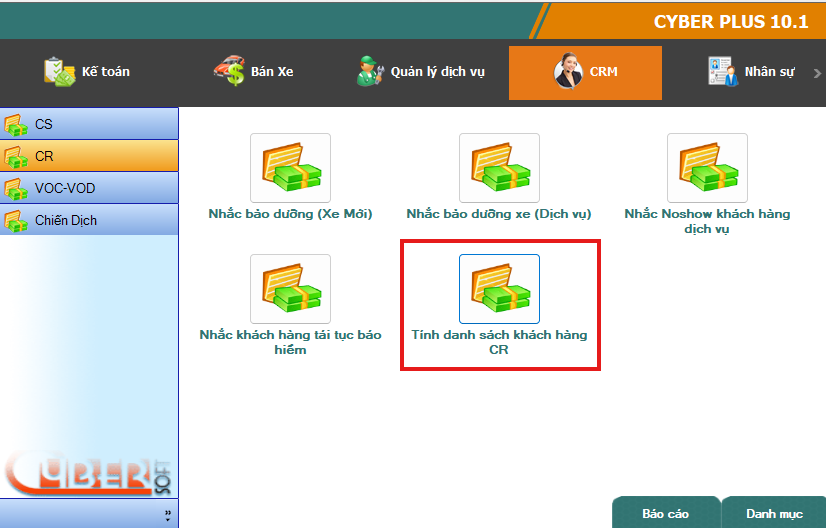 CYBER PLUS 10.1
Kế toán
Bán Xe
Quản lý dịch vụ
CRM
Nhân sự
CS
CR
VOC-VOD
Chiến Dịch
Nhắc bảo dưỡng (Xe Mới)
Nhắc bảo dưỡng xe (Dịch vụ)
Nhắc Noshow khách hàng
dịch vụ
Nhắc khách hàng tái tục bảo
hiểm
Tính danh sách khách hàng
CR
CYBER
SOFT
Báo cáo
Danh mục